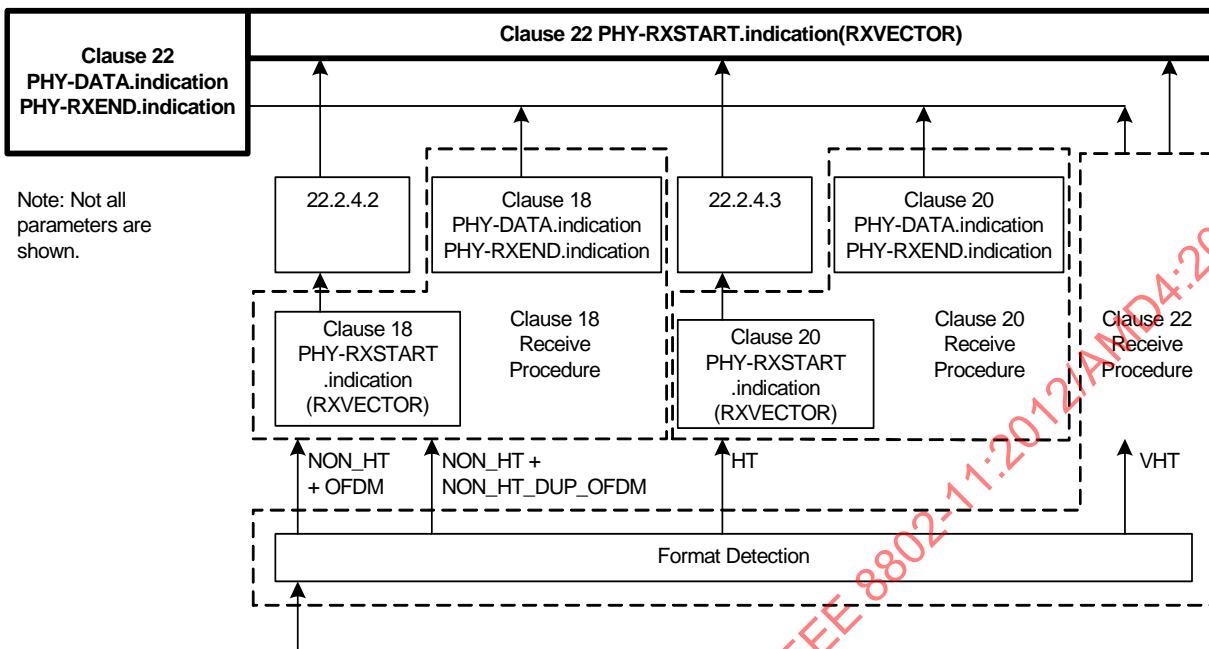 Clause 22
PHY-DATA.indication
PHY-RXEND.indication
Clause 22 PHY-RXSTART.indication(RXVECTOR)
Note: Not all
parameters are
shown.
22.2.4.2
Clause 18
PHY-DATA.indication
PHY-RXEND.indication
22.2.4.3
Clause 20
PHY-DATA.indication
PHY-RXEND.indication
Clause 18
PHY-RXSTART
.indication
(RXVECTOR)
Clause 18
Receive
Procedure
Clause 20
PHY-RXSTART
.indication
(RXVECTOR)
Clause 20
Receive
Procedure
Clause 22
Receive
Procedure
NON_HT
+ OFDM
NON_HT +
NON_HT_DUP_OFDM
HT
VHT
Format Detection
8802-11:2012/AMD4:20